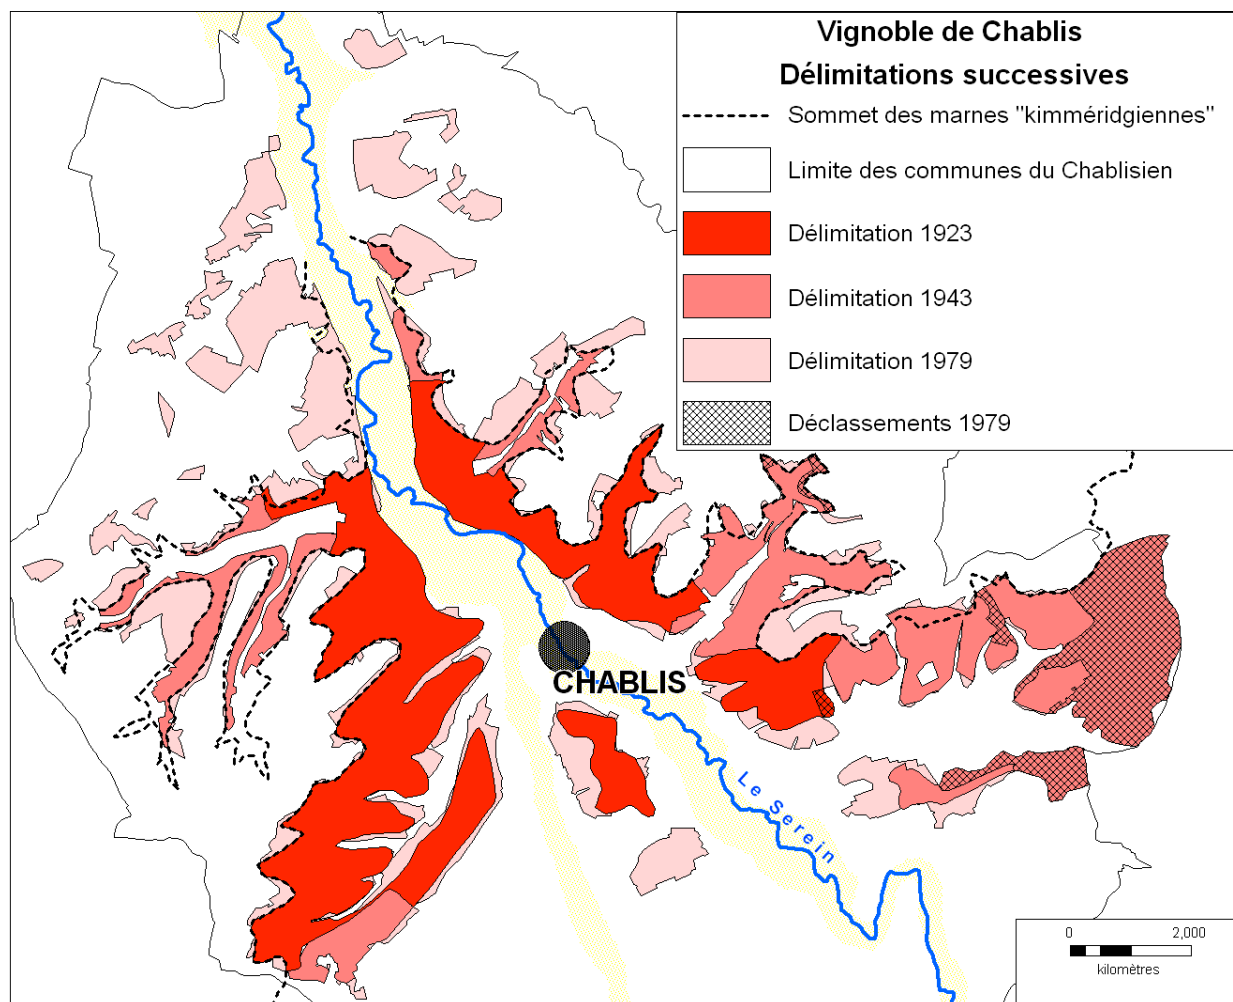 Vignoble de Chablis
Délimitations successives
Sommet des marnes "kimméridgiennes"
Limite des communes du Chablisien
Délimitation 1923
Délimitation 1943
Délimitation 1979
Déclassements 1979
CHABLIS
Le Serein
0 2,000
kilomètres